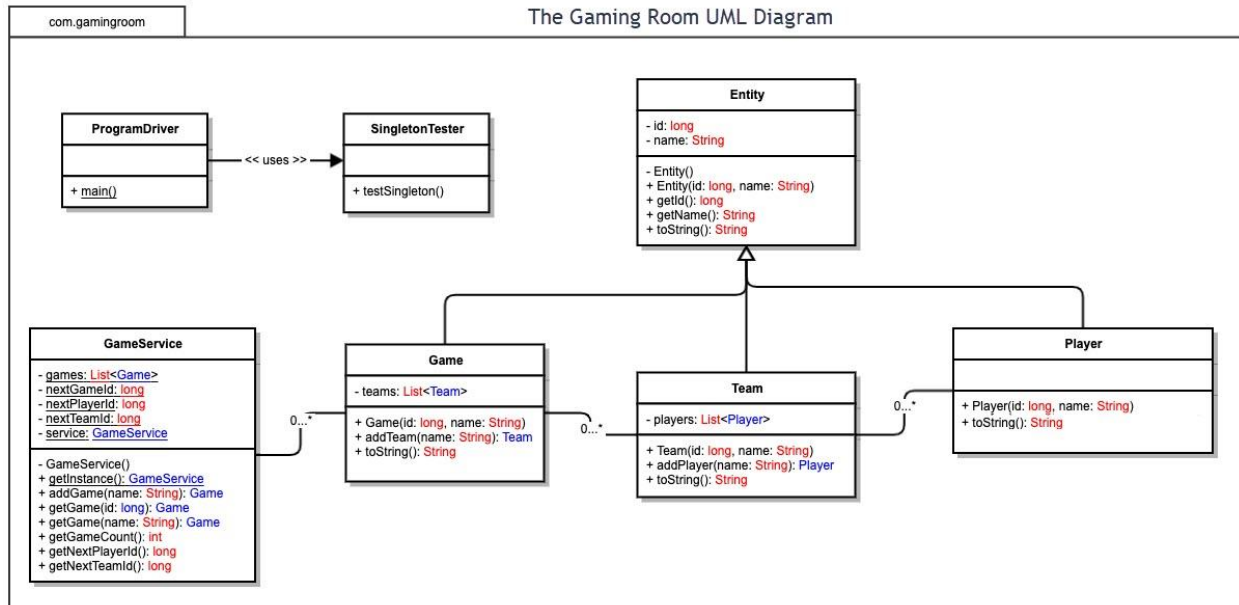 com.gamingroom
The Gaming Room UML Diagram
ProgramDriver
+ main()
<< uses >>
SingletonTester
+ testSingleton()
Entity
- id: long
- name: String
- Entity()
+ Entity(id: long, name: String)
+ getId(): long
+ getName(): String
+ toString(): String
GameService
- games: List<Game>
- nextGameId: long
- nextPlayerId: long
- nextTeamId: long
- service: GameService
- GameService()
+ getInstance(): GameService
+ addGame(name: String): Game
+ getGame(id: long): Game
+ getGame(name: String): Game
+ getGameCount(): int
+ getNextPlayerId(): long
+ getNextTeamId(): long
0...*
Game
- teams: List<Team>
+ Game(id: long, name: String)
+ addTeam(name: String): Team
+ toString(): String
0...*
Team
- players: List<Player>
+ Team(id: long, name: String)
+ addPlayer(name: String): Player
+ toString(): String
0...*
Player
+ Player(id: long, name: String)
+ toString(): String